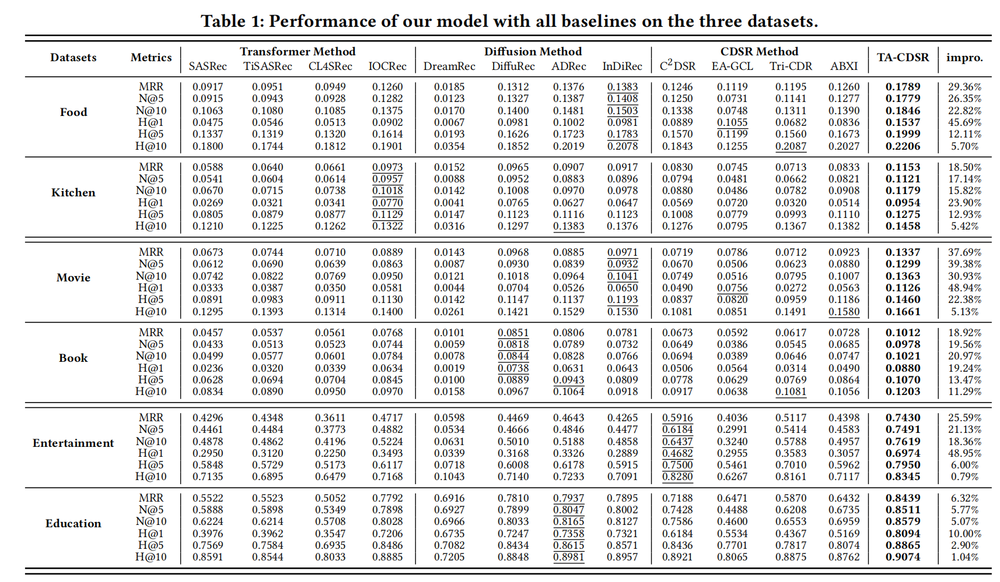 Table 1: Performance of our model with all baselines on the three datasets.
Datasets Metrics Transformer Method Diffusion Method CDSR Method TA-CDSR impro.
SASRec TiSASRec CL4SRec IOCRec DreamRec DiffuRec ADRec InDiRec C²DSR EA-GCL Tri-CDR ABXI
Food
MRR 0.0917 0.0951 0.0949 0.1260 0.0185 0.1312 0.1376 0.1383 0.1246 0.1119 0.1195 0.1260 0.1789 29.36%
N@5 0.0915 0.0943 0.0928 0.1282 0.0123 0.1327 0.1387 0.1408 0.1250 0.0731 0.1141 0.1277 0.1779 26.35%
N@10 0.1063 0.1080 0.1085 0.1375 0.0170 0.1400 0.1481 0.1503 0.1338 0.0748 0.1311 0.1390 0.1846 22.82%
H@1 0.0475 0.0546 0.0513 0.0902 0.0067 0.0981 0.1002 0.0981 0.0889 0.1055 0.0682 0.0836 0.1537 45.69%
H@5 0.1337 0.1319 0.1320 0.1614 0.0193 0.1626 0.1723 0.1783 0.1570 0.1199 0.1560 0.1673 0.1999 12.11%
H@10 0.1800 0.1744 0.1812 0.1901 0.0354 0.1852 0.2019 0.2078 0.1843 0.1255 0.2087 0.2027 0.2206 5.70%
Kitchen
MRR 0.0588 0.0640 0.0661 0.0973 0.0152 0.0965 0.0907 0.0917 0.0830 0.0745 0.0713 0.0833 0.1153 18.50%
N@5 0.0541 0.0604 0.0614 0.0957 0.0088 0.0952 0.0883 0.0896 0.0794 0.0481 0.0662 0.0821 0.1121 17.14%
N@10 0.0670 0.0715 0.0738 0.1018 0.0142 0.1008 0.0970 0.0978 0.0880 0.0486 0.0782 0.0908 0.1179 15.82%
H@1 0.0269 0.0321 0.0341 0.0770 0.0041 0.0765 0.0627 0.0647 0.0569 0.0720 0.0320 0.0514 0.0954 23.90%
H@5 0.0805 0.0879 0.0877 0.1129 0.0147 0.1123 0.1116 0.1123 0.1008 0.0779 0.0993 0.1110 0.1275 12.93%
H@10 0.1210 0.1225 0.1262 0.1322 0.0316 0.1297 0.1383 0.1376 0.1276 0.0795 0.1367 0.1382 0.1458 5.42%
Movie
MRR 0.0673 0.0744 0.0710 0.0889 0.0143 0.0968 0.0885 0.0971 0.0719 0.0786 0.0712 0.0923 0.1337 37.69%
N@5 0.0612 0.0690 0.0639 0.0863 0.0087 0.0930 0.0839 0.0932 0.0670 0.0506 0.0623 0.0880 0.1299 39.38%
N@10 0.0742 0.0822 0.0769 0.0950 0.0121 0.1018 0.0964 0.1041 0.0749 0.0516 0.0795 0.1007 0.1363 30.93%
H@1 0.0333 0.0387 0.0350 0.0581 0.0044 0.0704 0.0526 0.0650 0.0490 0.0756 0.0272 0.0563 0.1126 48.94%
H@5 0.0891 0.0983 0.0911 0.1130 0.0142 0.1147 0.1137 0.1193 0.0837 0.0820 0.0959 0.1186 0.1460 22.38%
H@10 0.1295 0.1393 0.1314 0.1400 0.0261 0.1421 0.1529 0.1530 0.1081 0.0851 0.1491 0.1580 0.1661 5.13%
Book
MRR 0.0457 0.0537 0.0561 0.0768 0.0101 0.0851 0.0806 0.0781 0.0673 0.0592 0.0617 0.0728 0.1012 18.92%
N@5 0.0433 0.0513 0.0523 0.0744 0.0059 0.0818 0.0789 0.0732 0.0649 0.0386 0.0545 0.0685 0.0978 19.56%
N@10 0.0499 0.0577 0.0601 0.0784 0.0078 0.0844 0.0828 0.0766 0.0694 0.0389 0.0646 0.0747 0.1021 20.97%
H@1 0.0236 0.0320 0.0339 0.0634 0.0019 0.0738 0.0631 0.0643 0.0506 0.0564 0.0314 0.0490 0.0880 19.24%
H@5 0.0628 0.0694 0.0704 0.0845 0.0100 0.0889 0.0943 0.0809 0.0778 0.0629 0.0769 0.0864 0.1070 13.47%
H@10 0.0834 0.0890 0.0950 0.0970 0.0158 0.0967 0.1064 0.0918 0.0917 0.0638 0.1081 0.1056 0.1203 11.29%
Entertainment
MRR 0.4296 0.4348 0.3611 0.4717 0.0598 0.4469 0.4643 0.4265 0.5916 0.4036 0.5117 0.4398 0.7430 25.59%
N@5 0.4461 0.4484 0.3773 0.4882 0.0534 0.4666 0.4846 0.4477 0.6184 0.2991 0.5414 0.4583 0.7491 21.13%
N@10 0.4878 0.4862 0.4196 0.5224 0.0631 0.5010 0.5188 0.4858 0.6437 0.3240 0.5788 0.4957 0.7619 18.36%
H@1 0.2950 0.3120 0.2250 0.3493 0.0339 0.3168 0.3326 0.2889 0.4682 0.2955 0.3583 0.3057 0.6974 48.95%
H@5 0.5848 0.5729 0.5173 0.6117 0.0718 0.6008 0.6178 0.5915 0.7500 0.5461 0.7010 0.5962 0.7950 6.00%
H@10 0.7135 0.6895 0.6479 0.7168 0.1043 0.7140 0.7233 0.7091 0.8280 0.6267 0.8161 0.7117 0.8345 0.79%
Education
MRR 0.5522 0.5523 0.5052 0.7792 0.6916 0.7810 0.7937 0.7895 0.7188 0.6471 0.5870 0.6432 0.8439 6.32%
N@5 0.5888 0.5898 0.5349 0.7898 0.6927 0.7899 0.8047 0.8002 0.7428 0.4488 0.6208 0.6735 0.8511 5.77%
N@10 0.6224 0.6214 0.5708 0.8028 0.6966 0.8033 0.8165 0.8127 0.7586 0.4600 0.6553 0.6959 0.8579 5.07%
H@1 0.3976 0.3962 0.3547 0.7206 0.6735 0.7247 0.7358 0.7321 0.6184 0.5534 0.4367 0.5169 0.8094 10.00%
H@5 0.7569 0.7584 0.6935 0.8486 0.7082 0.8434 0.8615 0.8571 0.8436 0.7701 0.7817 0.8074 0.8865 2.90%
H@10 0.8591 0.8544 0.8033 0.8885 0.7205 0.8848 0.8981 0.8957 0.8921 0.8065 0.8875 0.8762 0.9074 1.04%